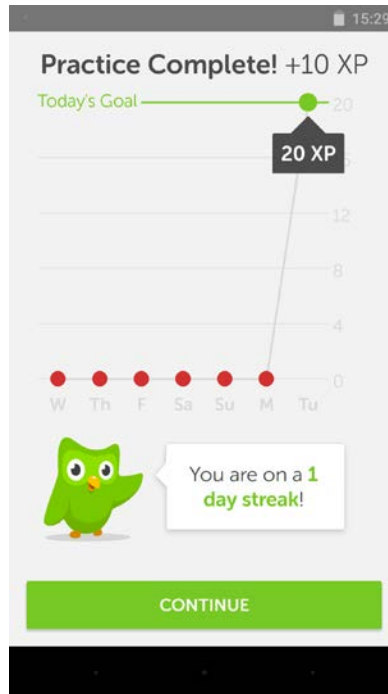 15:29
Practice Complete! +10 XP
Today's Goal 20
20 XP
12
8
4
0
W Th F Sa Su M Tu
You are on a 1
day streak!
CONTINUE